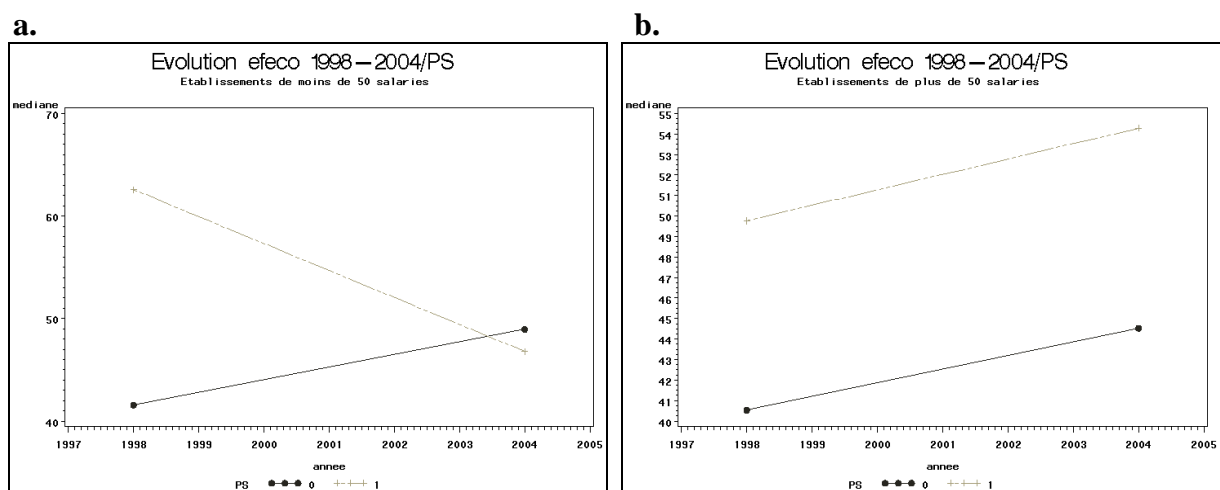 a.
Evolution efeco 1998-2004/PS
Etablissements de moins de 50 salaries
mediane
70
60
50
40
1997 1998 1999 2000 2001 2002 2003 2004 2005
annee
PS 0 1
b.
Evolution efeco 1998-2004/PS
Etablissements de plus de 50 salaries
mediane
55
54
53
52
51
50
49
48
47
46
45
44
43
42
41
40
1997 1998 1999 2000 2001 2002 2003 2004 2005
annee
PS 0 1